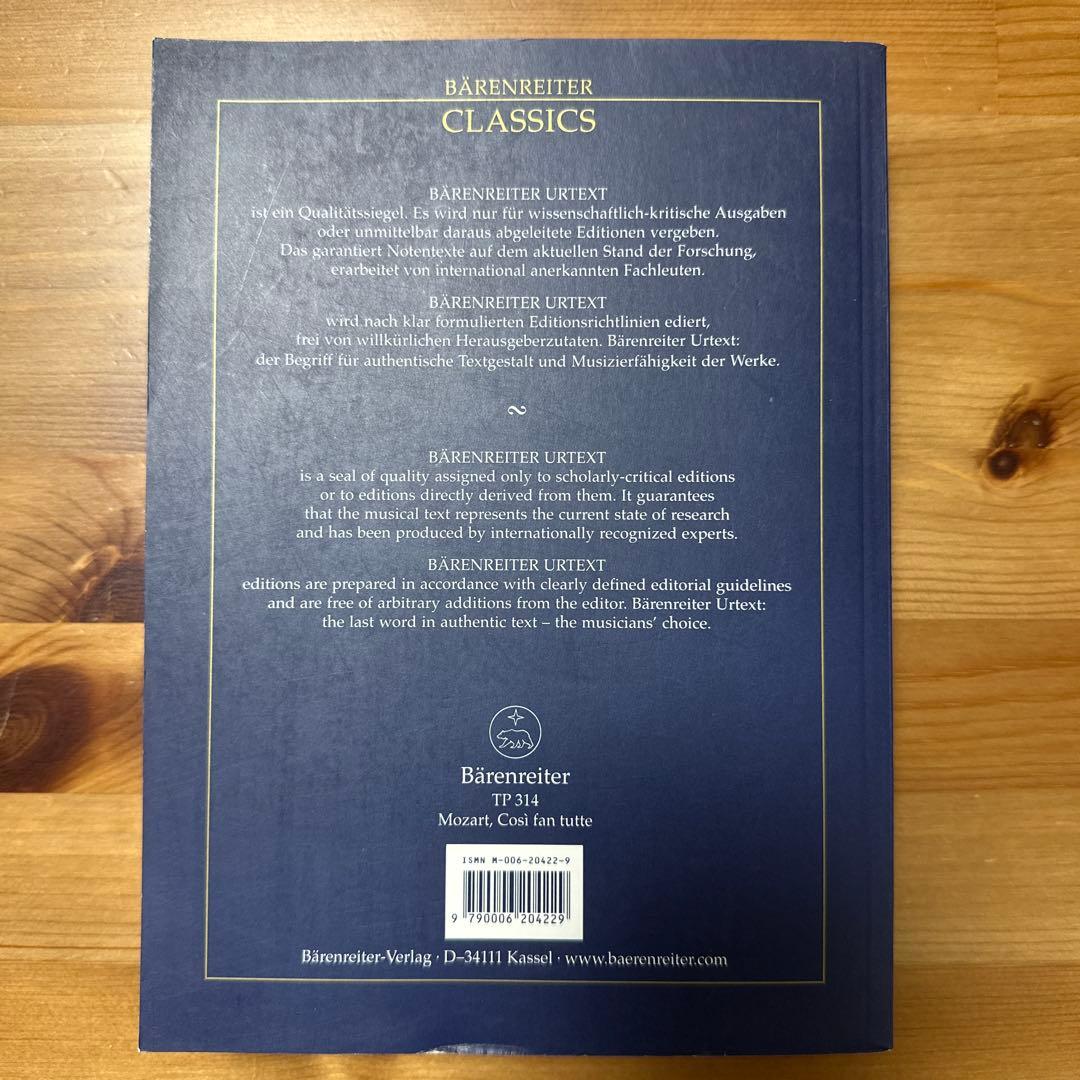 BÄRENREITER
CLASSICS
BÄRENREITER URTEXT
ist ein Qualitätssiegel. Es wird nur für wissenschaftlich-kritische Ausgaben
oder unmittelbar daraus abgeleitete Editionen vergeben.
Das garantiert Notentexte auf dem aktuellen Stand der Forschung,
erarbeitet von international anerkannten Fachleuten.
BÄRENREITER URTEXT
wird nach klar formulierten Editionsrichtlinien ediert,
frei von willkürlichen Herausgeberzutaten. Bärenreiter Urtext:
der Begriff für authentische Textgestalt und Musizierfähigkeit der Werke.
BÄRENREITER URTEXT
is a seal of quality assigned only to scholarly-critical editions
or to editions directly derived from them. It guarantees
that the musical text represents the current state of research
and has been produced by internationally recognized experts.
BÄRENREITER URTEXT
editions are prepared in accordance with clearly defined editorial guidelines
and are free of arbitrary additions from the editor. Bärenreiter Urtext:
the last word in authentic text – the musicians’ choice.
Bärenreiter
TP 314
Mozart, Così fan tutte
ISMN M-006-20422-9
9 790006 204229
Bärenreiter-Verlag · D–34111 Kassel · www.baerenreiter.com